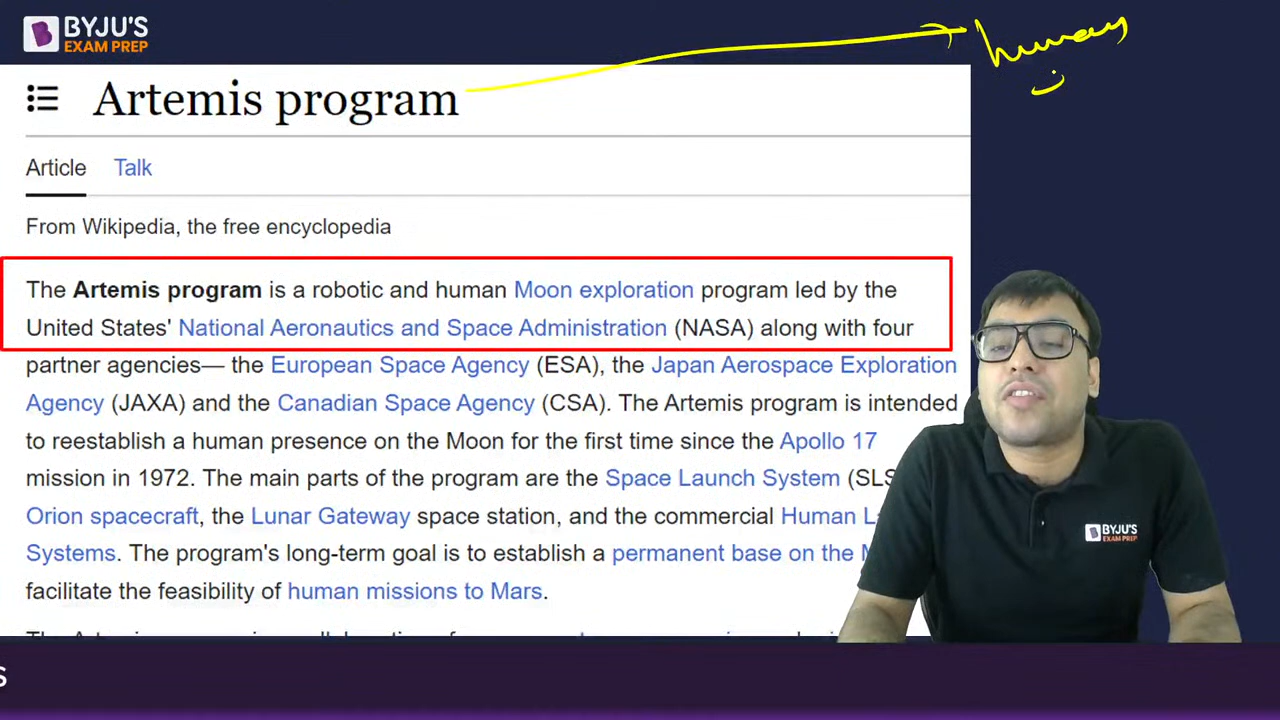 BYJU'S
EXAM PREP
human
Artemis program
Article Talk
From Wikipedia, the free encyclopedia
The Artemis program is a robotic and human Moon exploration program led by the
United States' National Aeronautics and Space Administration (NASA) along with four
partner agencies— the European Space Agency (ESA), the Japan Aerospace Exploration
Agency (JAXA) and the Canadian Space Agency (CSA). The Artemis program is intended
to reestablish a human presence on the Moon for the first time since the Apollo 17
mission in 1972. The main parts of the program are the Space Launch System (SLS
Orion spacecraft, the Lunar Gateway space station, and the commercial Human
Systems. The program's long-term goal is to establish a permanent base on the
facilitate the feasibility of human missions to Mars.
BYJU'S
EXAM PREP
s